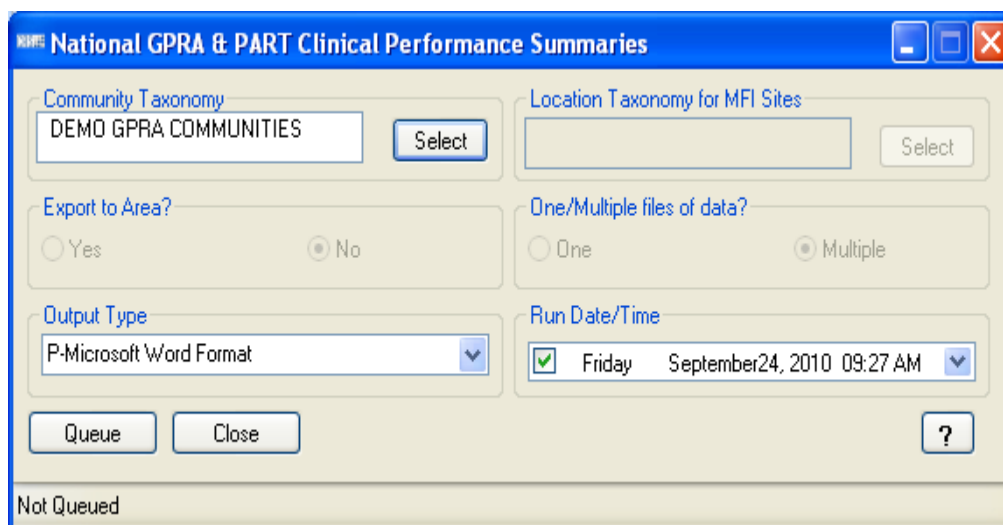 National GPRA & PART Clinical Performance Summaries
Community Taxonomy
DEMO GPRA COMMUNITIES
Select
Location Taxonomy for MFI Sites
Select
Export to Area?
Yes
No
One/Multiple files of data?
One
Multiple
Output Type
P-Microsoft Word Format
Run Date/Time
Friday September24, 2010 09:27 AM
Queue
Close
?
Not Queued